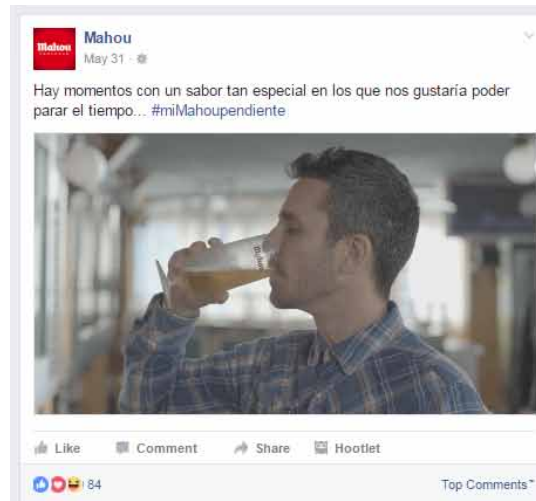 Mahou
Mahou
May 31
Hay momentos con un sabor tan especial en los que nos gustaría poder
parar el tiempo... #miMahoupendiente
Mahou
Like Comment Share Hootlet
84 Top Comments